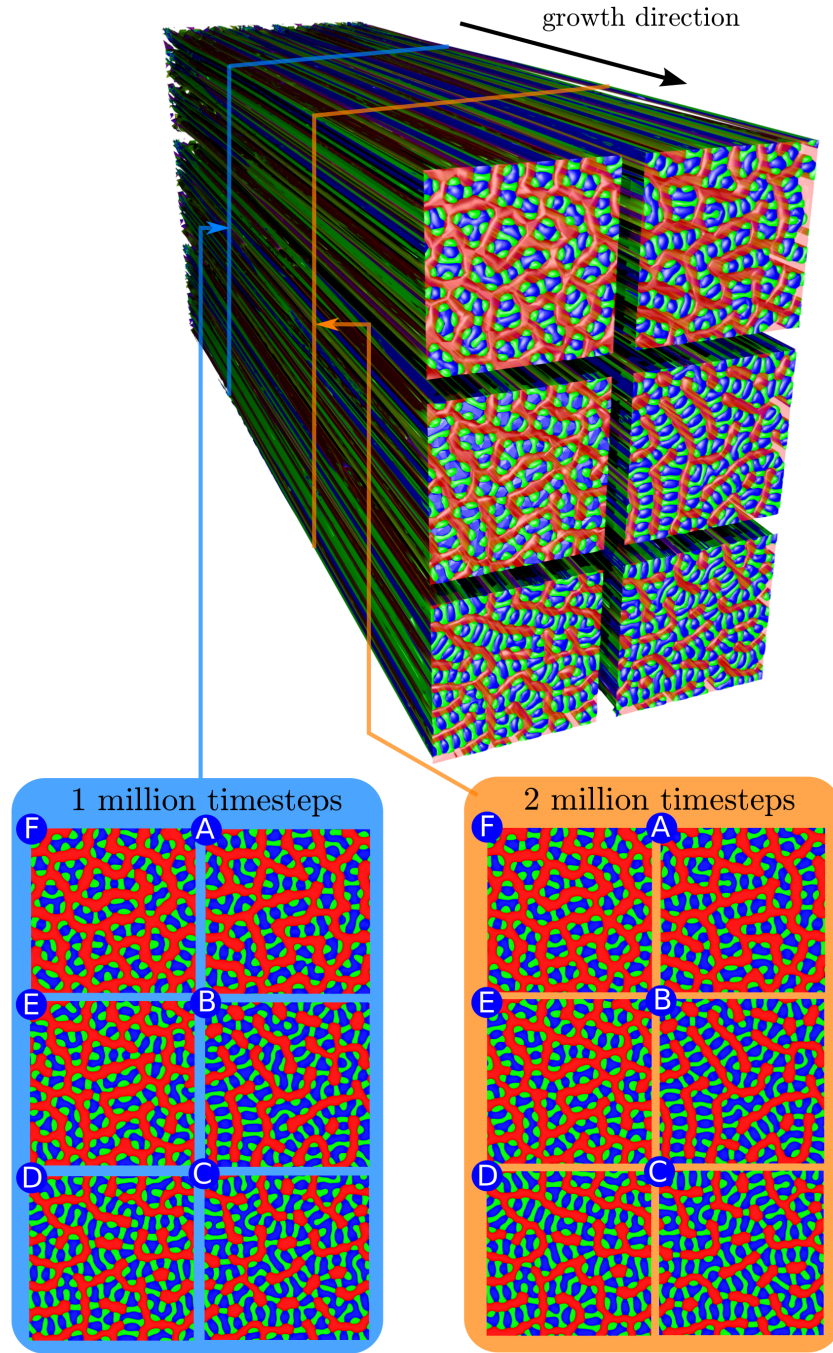 growth direction
1 million timesteps
F A
E B
D C
2 million timesteps
F A
E B
D C